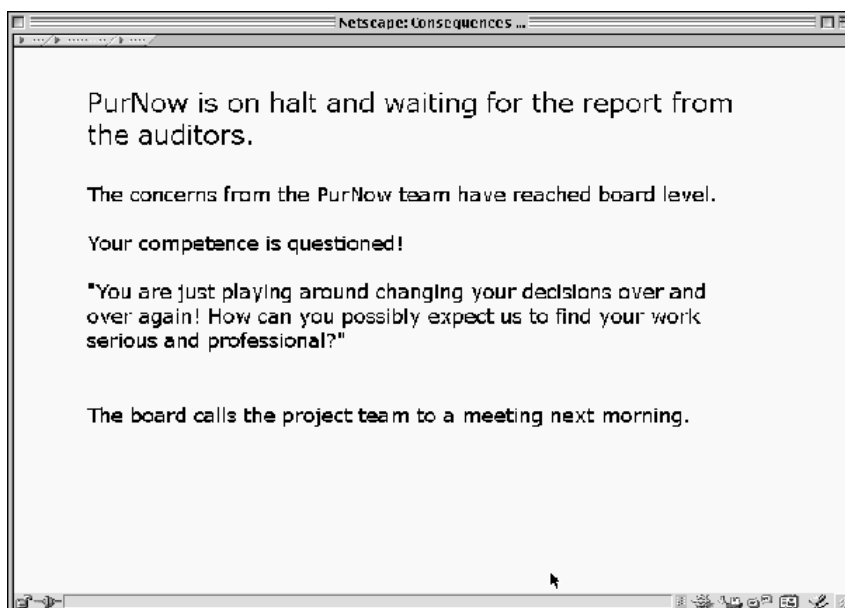 Netscape: Consequences ...
PurNow is on halt and waiting for the report from
the auditors.
The concerns from the PurNow team have reached board level.
Your competence is questioned!
"You are just playing around changing your decisions over and
over again! How can you possibly expect us to find your work
serious and professional?"
The board calls the project team to a meeting next morning.